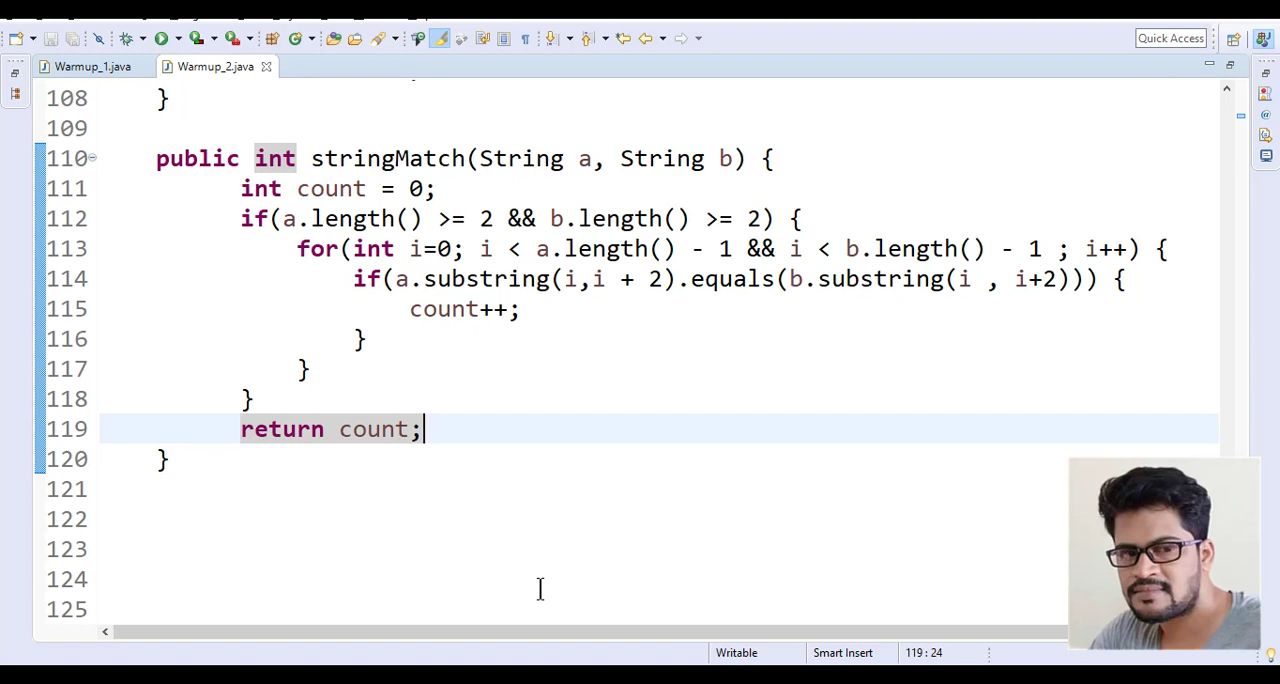 Quick Access
Warmup_1.java
Warmup_2.java
108 }
109
110 public int stringMatch(String a, String b) {
111 int count = 0;
112 if(a.length() >= 2 && b.length() >= 2) {
113 for(int i=0; i < a.length() - 1 && i < b.length() - 1 ; i++) {
114 if(a.substring(i,i + 2).equals(b.substring(i , i+2))) {
115 count++;
116 }
117 }
118 }
119 return count;
120 }
121
122
123
124
125
Writable Smart Insert 119 : 24